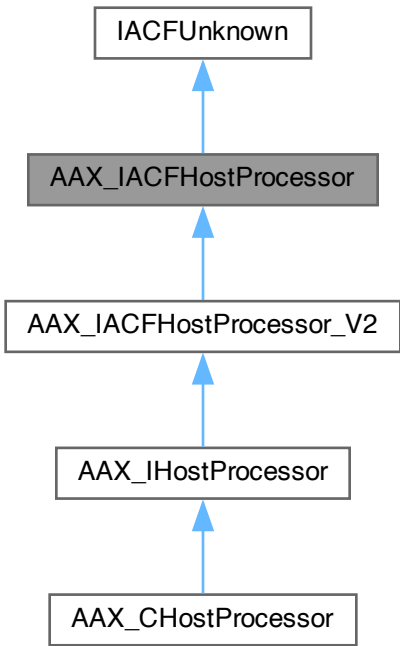 IACFUnknown
AAX_IACFHostProcessor
AAX_IACFHostProcessor_V2
AAX_IHostProcessor
AAX_CHostProcessor